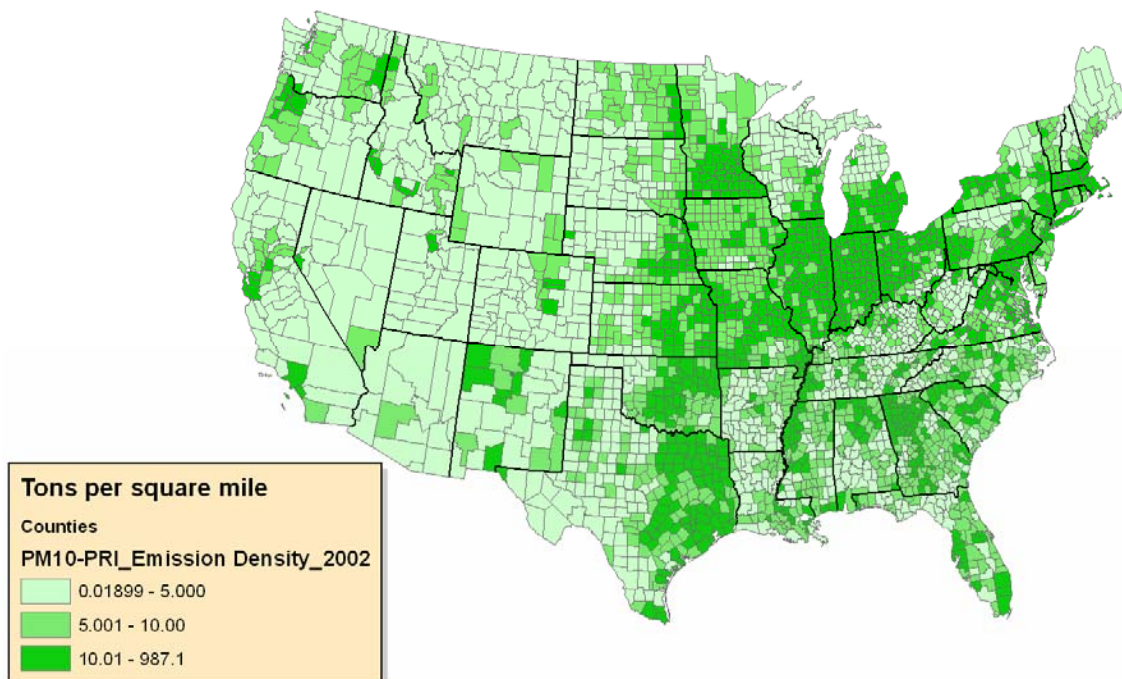 Tons per square mile
Counties
PM10-PRI_Emission Density_2002
0.01899 - 5.000
5.001 - 10.00
10.01 - 987.1